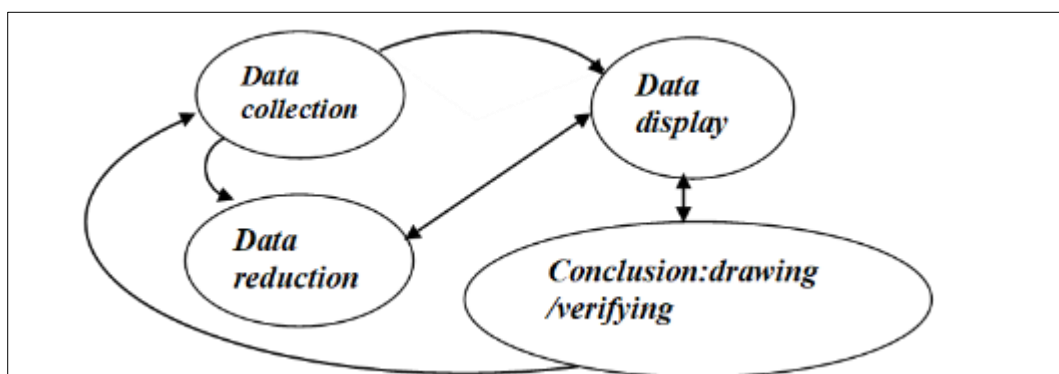 Data
collection
Data
display
Data
reduction
Conclusion:drawing
/verifying